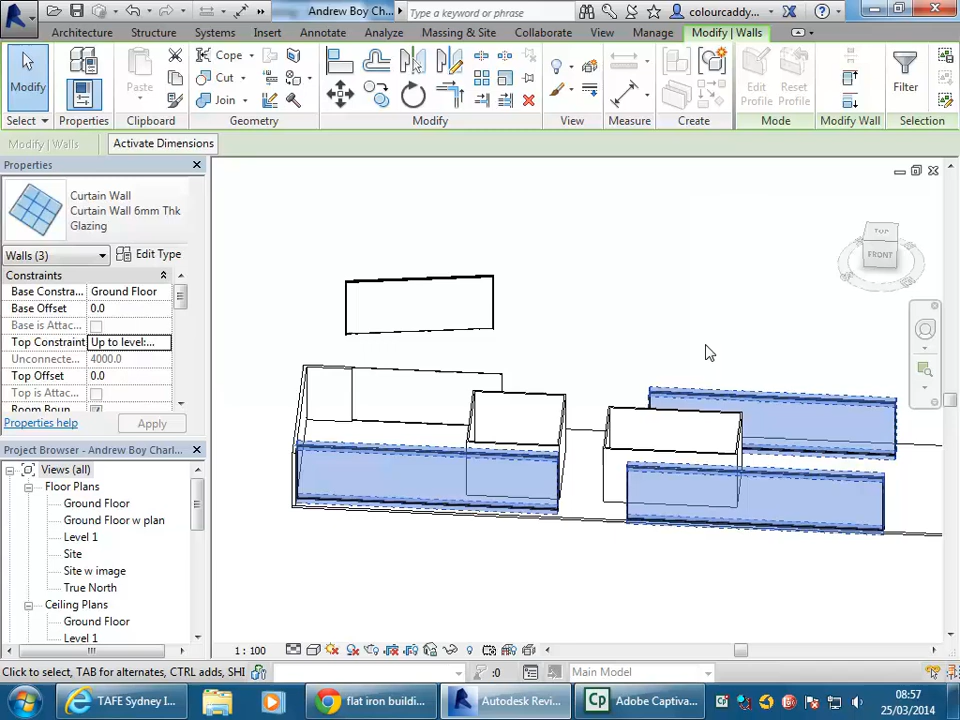 Andrew Boy Ch...
Type a keyword or phrase
colourcaddy...
Architecture Structure Systems Insert Annotate Analyze Massing & Site Collaborate View Manage Modify | Walls
Modify
Paste
Cope
Cut
Join
Edit Profile
Reset Profile
Filter
Select Properties Clipboard Geometry Modify View Measure Create Mode Modify Wall Selection
Modify | Walls Activate Dimensions
Properties
Curtain Wall
Curtain Wall 6mm Thk
Glazing
Walls (3) Edit Type
Constraints
Base Constra... Ground Floor
Base Offset 0.0
Base is Attac...
Top Constraint Up to level:...
Unconnecte... 4000.0
Top Offset 0.0
Top is Attac...
Room Boun...
Properties help Apply
Project Browser - Andrew Boy Charl...
Views (all)
Floor Plans
Ground Floor
Ground Floor w plan
Level 1
Site
Site w image
True North
Ceiling Plans
Ground Floor
Level 1
TOP
FRONT
1 : 100
Click to select, TAB for alternates, CTRL adds, SHI
:0
Main Model
TAFE Sydney I...
flat iron buildin...
Autodesk Revi...
Adobe Captiva...
08:57
25/03/2014